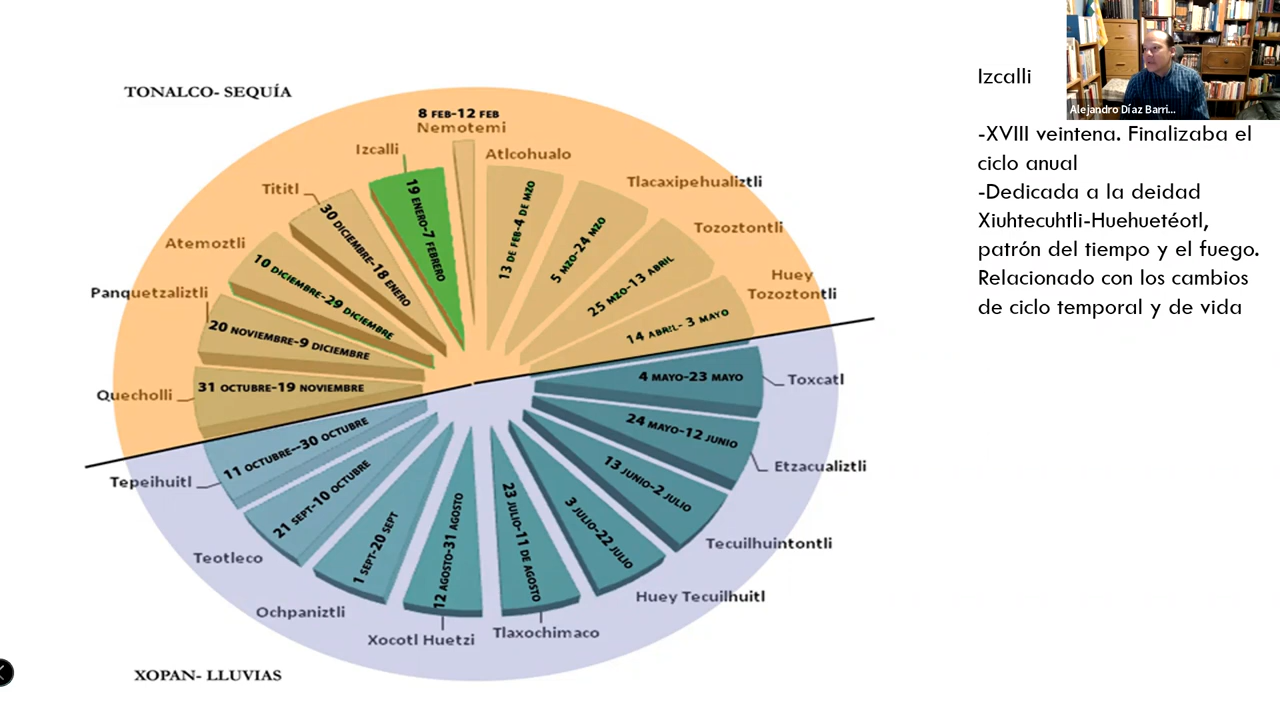 TONALCO- SEQUÍA
8 FEB-12 FEB
Nemotemi
Izcalli
19 ENERO-7 FEBRERO
Atlcohualo
13 DE FEB-4 DE MZO
Tlacaxipehualiztli
5 MZO-24 MZO
Tozoztontli
25 MZO-13 ABRIL
Huey
Tozoztontli
14 ABRIL- 3 MAYO
Toxcatl
4 MAYO-23 MAYO
Etzacualiztli
24 MAYO-12 JUNIO
Tecuilhuintontli
13 JUNIO-2 JULIO
Huey Tecuilhuitl
3 JULIO-22 JULIO
Tlaxochimaco
23 JULIO-11 DE AGOSTO
Xocotl Huetzi
12 AGOSTO-31 AGOSTO
Ochpaniztli
1 SEPT-20 SEPT
Teotleco
21 SEPT-10 OCTUBRE
Tepeihuitl
11 OCTUBRE--30 OCTUBRE
Quecholli
31 OCTUBRE-19 NOVIEMBRE
Panquetzaliztli
20 NOVIEMBRE-9 DICIEMBRE
Atemoztli
10 DICIEMBRE-29 DICIEMBRE
Tititl
30 DICIEMBRE-18 ENERO
XOPAN- LLUVIAS
Izcalli
-XVIII veintena. Finalizaba el
ciclo anual
-Dedicada a la deidad
Xiuhtecuhtli-Huehuetéotl,
patrón del tiempo y el fuego.
Relacionado con los cambios
de ciclo temporal y de vida
Alejandro Díaz Barri...